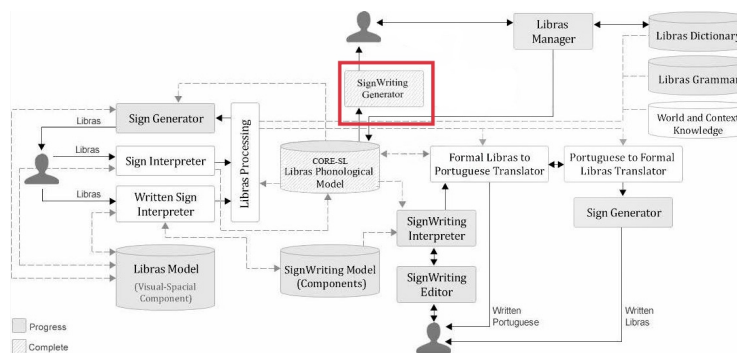 Libras
Manager
Libras Dictionary
Libras Grammar
World and Context
Knowledge
SignWriting
Generator
Libras
Sign Generator
Libras
Sign Interpreter
Libras
Written Sign
Interpreter
Libras Processing
CORE-SL
Libras Phonological
Model
Formal Libras to
Portuguese Translator
Portuguese to Formal
Libras Translator
Sign Generator
SignWriting
Interpreter
SignWriting
Editor
Libras Model
(Visual-Spacial
Component)
SignWriting Model
(Components)
Written
Portuguese
Written
Libras
Progress
Complete